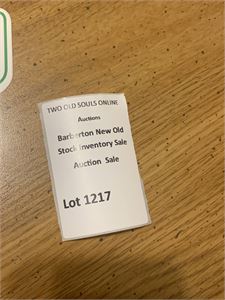 TWO OLD SOULS ONLINE
Auctions
Barberton New Old
Stock Inventory Sale
Auction Sale
Lot 1217